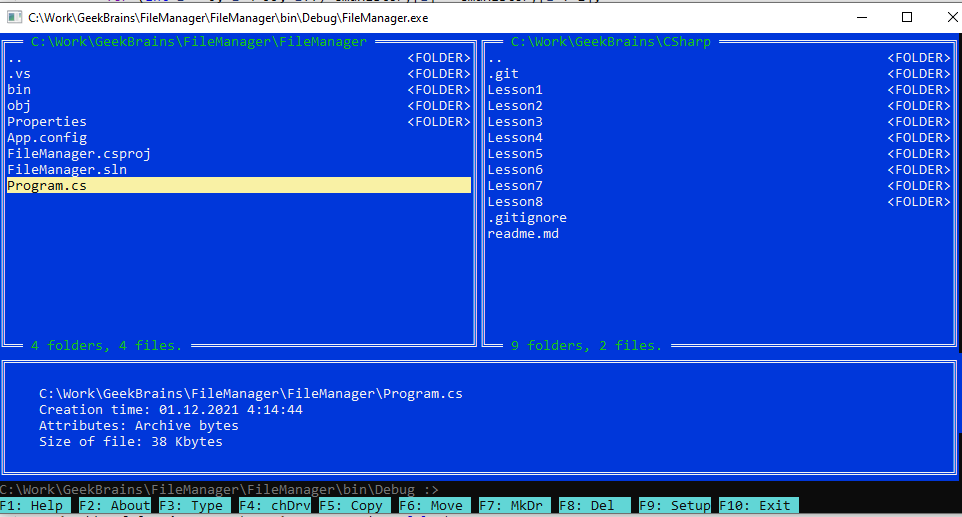 C:\Work\GeekBrains\FileManager\FileManager\bin\Debug\FileManager.exe
C:\Work\GeekBrains\FileManager\FileManager
.. <FOLDER>
.vs <FOLDER>
bin <FOLDER>
obj <FOLDER>
Properties <FOLDER>
App.config
FileManager.csproj
FileManager.sln
Program.cs
4 folders, 4 files.
C:\Work\GeekBrains\CSharp
.. <FOLDER>
.git <FOLDER>
Lesson1 <FOLDER>
Lesson2 <FOLDER>
Lesson3 <FOLDER>
Lesson4 <FOLDER>
Lesson5 <FOLDER>
Lesson6 <FOLDER>
Lesson7 <FOLDER>
Lesson8 <FOLDER>
.gitignore
readme.md
9 folders, 2 files.
C:\Work\GeekBrains\FileManager\FileManager\Program.cs
Creation time: 01.12.2021 4:14:44
Attributes: Archive bytes
Size of file: 38 Kbytes
C:\Work\GeekBrains\FileManager\FileManager\bin\Debug :>
F1: Help F2: About F3: Type F4: chDrv F5: Copy F6: Move F7: MkDr F8: Del F9: Setup F10: Exit